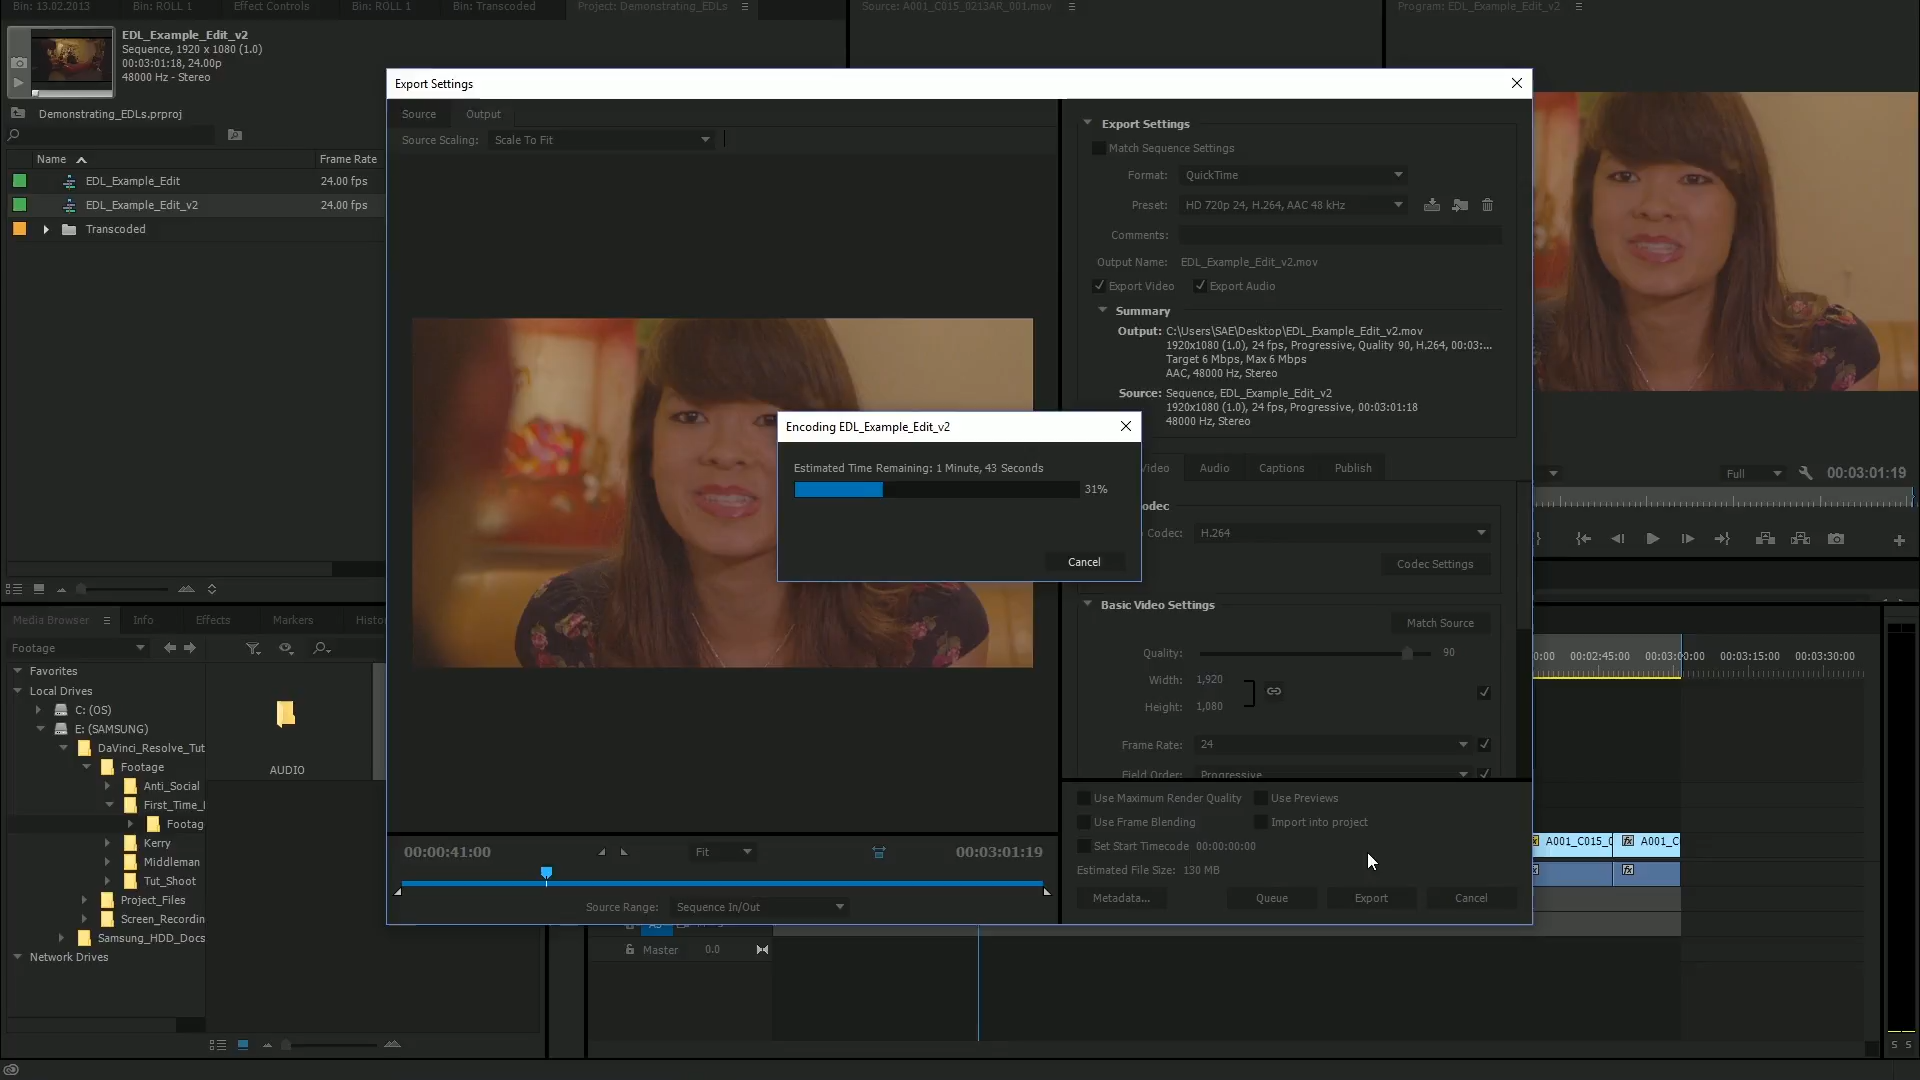 Bin: 13.02.2013
Bin: ROLL 1
Effect Controls
Bin: ROLL 1
Bin: Transcoded
Project: Demonstrating_EDLs
Source: A001_C015_0213AR_001.mov
Program: EDL_Example_Edit_v2
EDL_Example_Edit_v2
Sequence, 1920 x 1080 (1.0)
00:03:01:18, 24.00p
48000 Hz - Stereo
Demonstrating_EDLs.prproj
Name
Frame Rate
EDL_Example_Edit
24.00 fps
EDL_Example_Edit_v2
24.00 fps
Transcoded
Export Settings
Source
Output
Source Scaling:
Scale To Fit
Export Settings
Match Sequence Settings
Format:
QuickTime
Preset:
HD 720p 24, H.264, AAC 48 kHz
Comments:
Output Name:
EDL_Example_Edit_v2.mov
Export Video
Export Audio
Summary
Output: C:\Users\SAE\Desktop\EDL_Example_Edit_v2.mov
1920x1080 (1.0), 24 fps, Progressive, Quality 90, H.264, 00:03:...
Target 6 Mbps, Max 6 Mbps
AAC, 48000 Hz, Stereo
Source: Sequence, EDL_Example_Edit_v2
1920x1080 (1.0), 24 fps, Progressive, 00:03:01:18
48000 Hz, Stereo
Encoding EDL_Example_Edit_v2
Estimated Time Remaining: 1 Minute, 43 Seconds
31%
Cancel
ideo
Audio
Captions
Publish
odec
Codec:
H.264
Codec Settings
Basic Video Settings
Match Source
Quality:
90
Width:
1,920
Height:
1,080
Frame Rate:
24
Field Order:
Progressive
Use Maximum Render Quality
Use Previews
Use Frame Blending
Import into project
Set Start Timecode
00:00:00:00
Estimated File Size:
130 MB
Metadata...
Queue
Export
Cancel
00:00:41:00
Fit
00:03:01:19
Source Range:
Sequence In/Out
Full
00:03:01:19
0:00
00:02:45:00
00:03:00:00
00:03:15:00
00:03:30:00
A001_C015_0
A001_C
Media Browser
Info
Effects
Markers
Histo
Footage
Favorites
Local Drives
C: (OS)
E: (SAMSUNG)
DaVinci_Resolve_Tut
Footage
Anti_Social
First_Time_
Footag
Kerry
Middleman
Tut_Shoot
Project_Files
Screen_Recordin
Samsung_HDD_Docs
Network Drives
AUDIO
A3
Master
0.0
S S